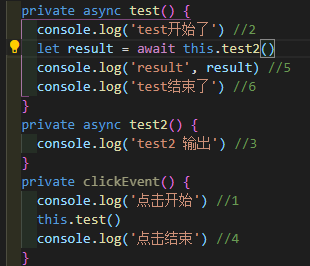 private async test() {
console.log('test开始了') //2
let result = await this.test2()
console.log('result', result) //5
console.log('test结束了') //6
}
private async test2() {
console.log('test2 输出') //3
}
private clickEvent() {
console.log('点击开始') //1
this.test()
console.log('点击结束') //4
}